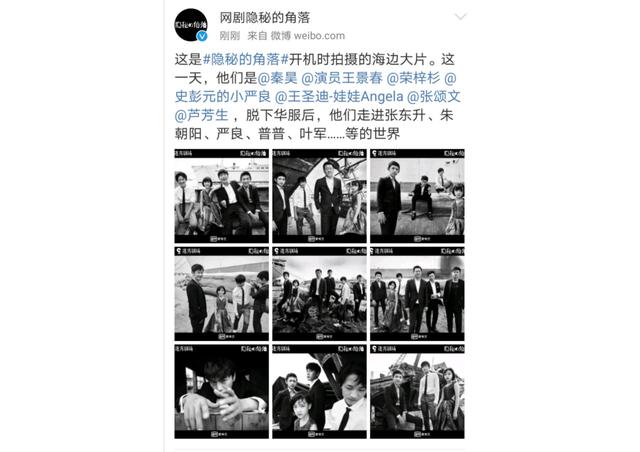 隐秘的角落
网剧隐秘的角落
刚刚 来自 微博 weibo.com
这是#隐秘的角落#开机时拍摄的海边大片。这
一天，他们是@秦昊 @演员王景春 @荣梓杉 @
史彭元的小严良 @王圣迪-娃娃Angela @张颂文
@芦芳生 ，脱下华服后，他们走进张东升、朱
朝阳、严良、普普、叶军......等的世界